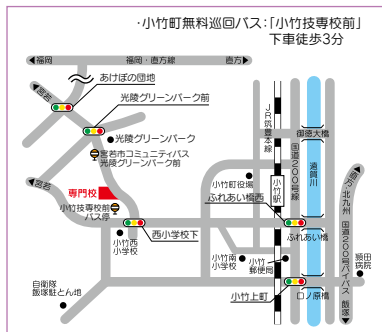 ・小竹町無料巡回バス:「小竹技専校前」
下車徒歩3分
◀福岡
福岡・直方線
直方▶
あけぼの団地
◀宮若
光陵グリーンパーク前
光陵グリーンパーク
宮若市コミュニティバス
光陵グリーンパーク前
JR筑豊本線
国道200号線
遠賀川
御徳大橋
◀直方
北九州
国道200号バイパス
飯塚▶
◀宮若
専門校
小竹技専校前
バス停
小竹町役場
小竹駅
ふれあい橋西
ふれあい橋
西小学校下
小竹西
小学校
小竹南
小学校
小竹
郵便局
頴田
病院
自衛隊
飯塚駐とん地
小竹上町
口ノ原橋